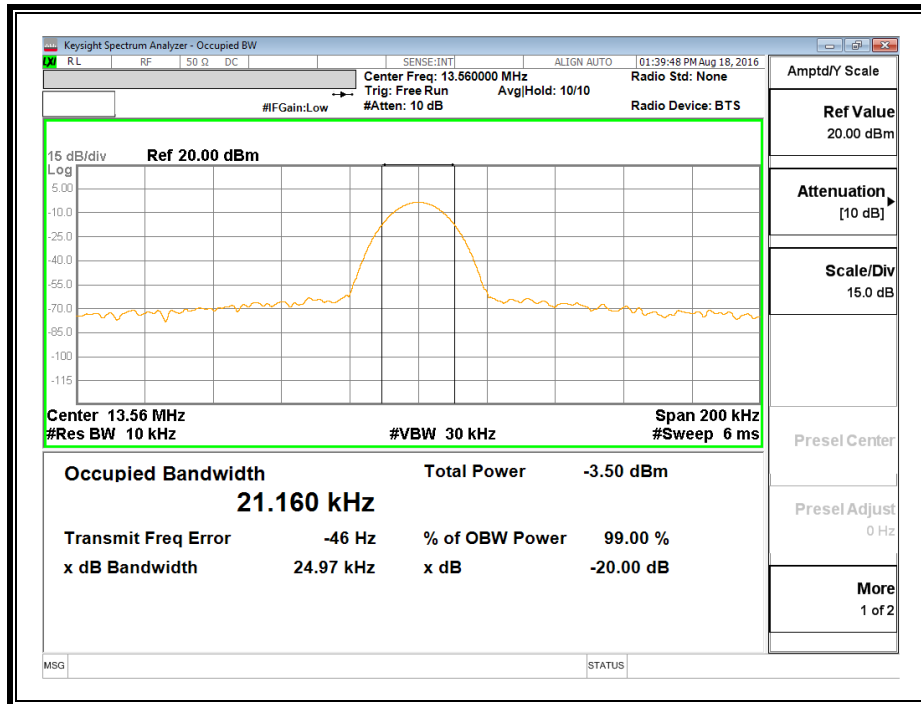 Keysight Spectrum Analyzer - Occupied BW
LXI RL RF 50 Ω DC SENSE:INT ALIGN AUTO 01:39:48 PM Aug 18, 2016
Center Freq: 13.560000 MHz Radio Std: None
Trig: Free Run Avg|Hold: 10/10
#IFGain:Low #Atten: 10 dB Radio Device: BTS
15 dB/div Ref 20.00 dBm
Log
5.00
-10.0
-25.0
-40.0
-55.0
-70.0
-85.0
-100
-115
Center 13.56 MHz Span 200 kHz
#Res BW 10 kHz #VBW 30 kHz #Sweep 6 ms
Occupied Bandwidth Total Power -3.50 dBm
21.160 kHz
Transmit Freq Error -46 Hz % of OBW Power 99.00 %
x dB Bandwidth 24.97 kHz x dB -20.00 dB
MSG STATUS
Amptd/Y Scale
Ref Value
20.00 dBm
Attenuation
[10 dB]
Scale/Div
15.0 dB
Presel Center
Presel Adjust
0 Hz
More
1 of 2